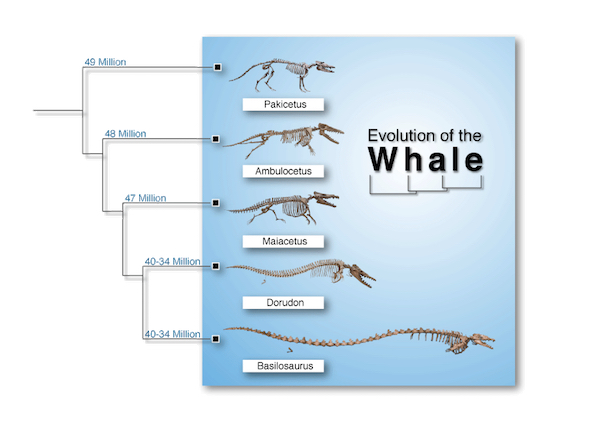 49 Million
Pakicetus
Evolution of the
Whale
48 Million
Ambulocetus
47 Million
Maiacetus
40-34 Million
Dorudon
40-34 Million
Basilosaurus